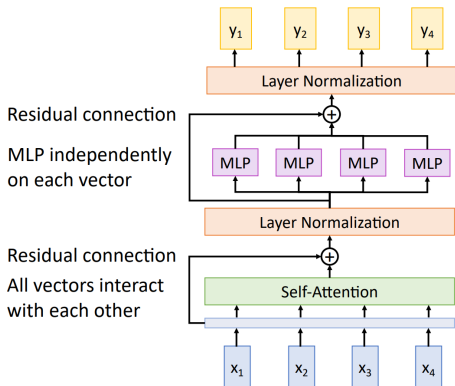 y₁ y₂ y₃ y₄
Layer Normalization
Residual connection
+
MLP independently
on each vector
MLP MLP MLP MLP
Layer Normalization
Residual connection
+
All vectors interact
with each other
Self-Attention
x₁ x₂ x₃ x₄